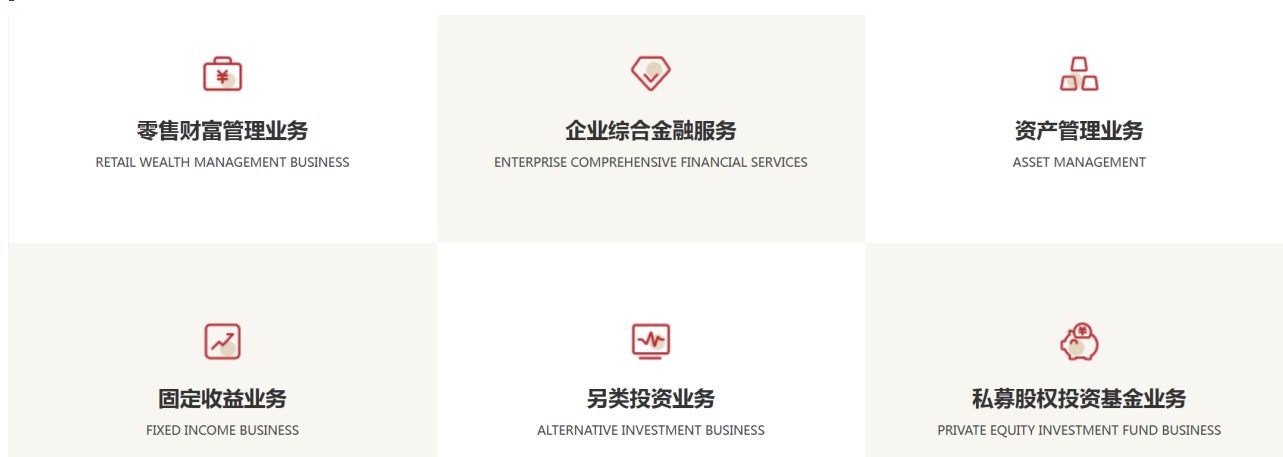 零售财富管理业务
RETAIL WEALTH MANAGEMENT BUSINESS
企业综合金融服务
ENTERPRISE COMPREHENSIVE FINANCIAL SERVICES
资产管理业务
ASSET MANAGEMENT
固定收益业务
FIXED INCOME BUSINESS
另类投资业务
ALTERNATIVE INVESTMENT BUSINESS
私募股权投资基金业务
PRIVATE EQUITY INVESTMENT FUND BUSINESS